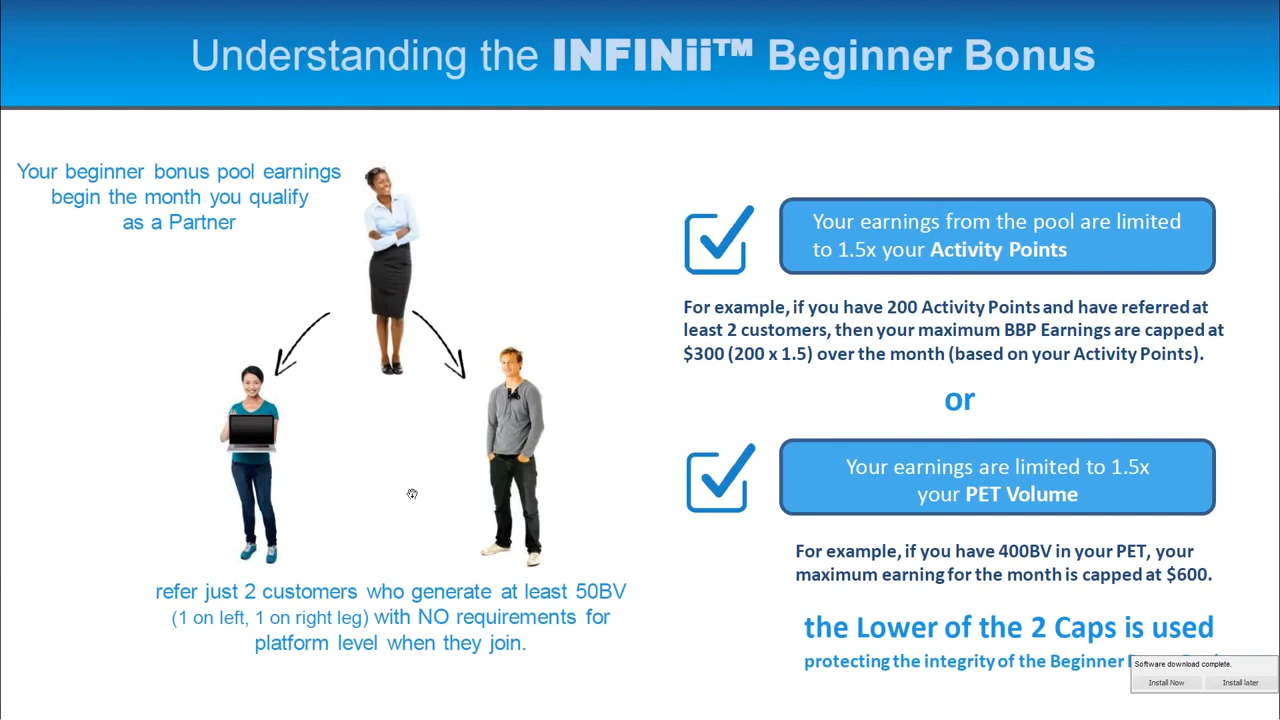 Understanding the INFINii™ Beginner Bonus
Your beginner bonus pool earnings
begin the month you qualify
as a Partner
refer just 2 customers who generate at least 50BV
(1 on left, 1 on right leg) with NO requirements for
platform level when they join.
Your earnings from the pool are limited
to 1.5x your Activity Points
For example, if you have 200 Activity Points and have referred at
least 2 customers, then your maximum BBP Earnings are capped at
$300 (200 x 1.5) over the month (based on your Activity Points).
or
Your earnings are limited to 1.5x
your PET Volume
For example, if you have 400BV in your PET, your
maximum earning for the month is capped at $600.
the Lower of the 2 Caps is used
protecting the integrity of the Beginner
Software download complete.
Install Now
Install later